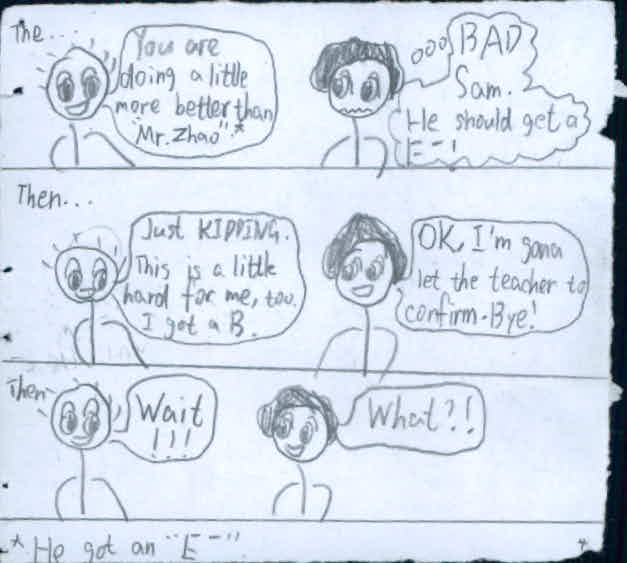 The...
You are
doing a little
more better than
"Mr. Zhao".*
BAD
Sam.
He should get a
E-!
Then...
Just KIDDING.
This is a little
hard for me, too.
I got a B.
OK, I'm gona
let the teacher to
confirm. Bye!
Then
Wait
!!!
What?!!
* He got an "E-".